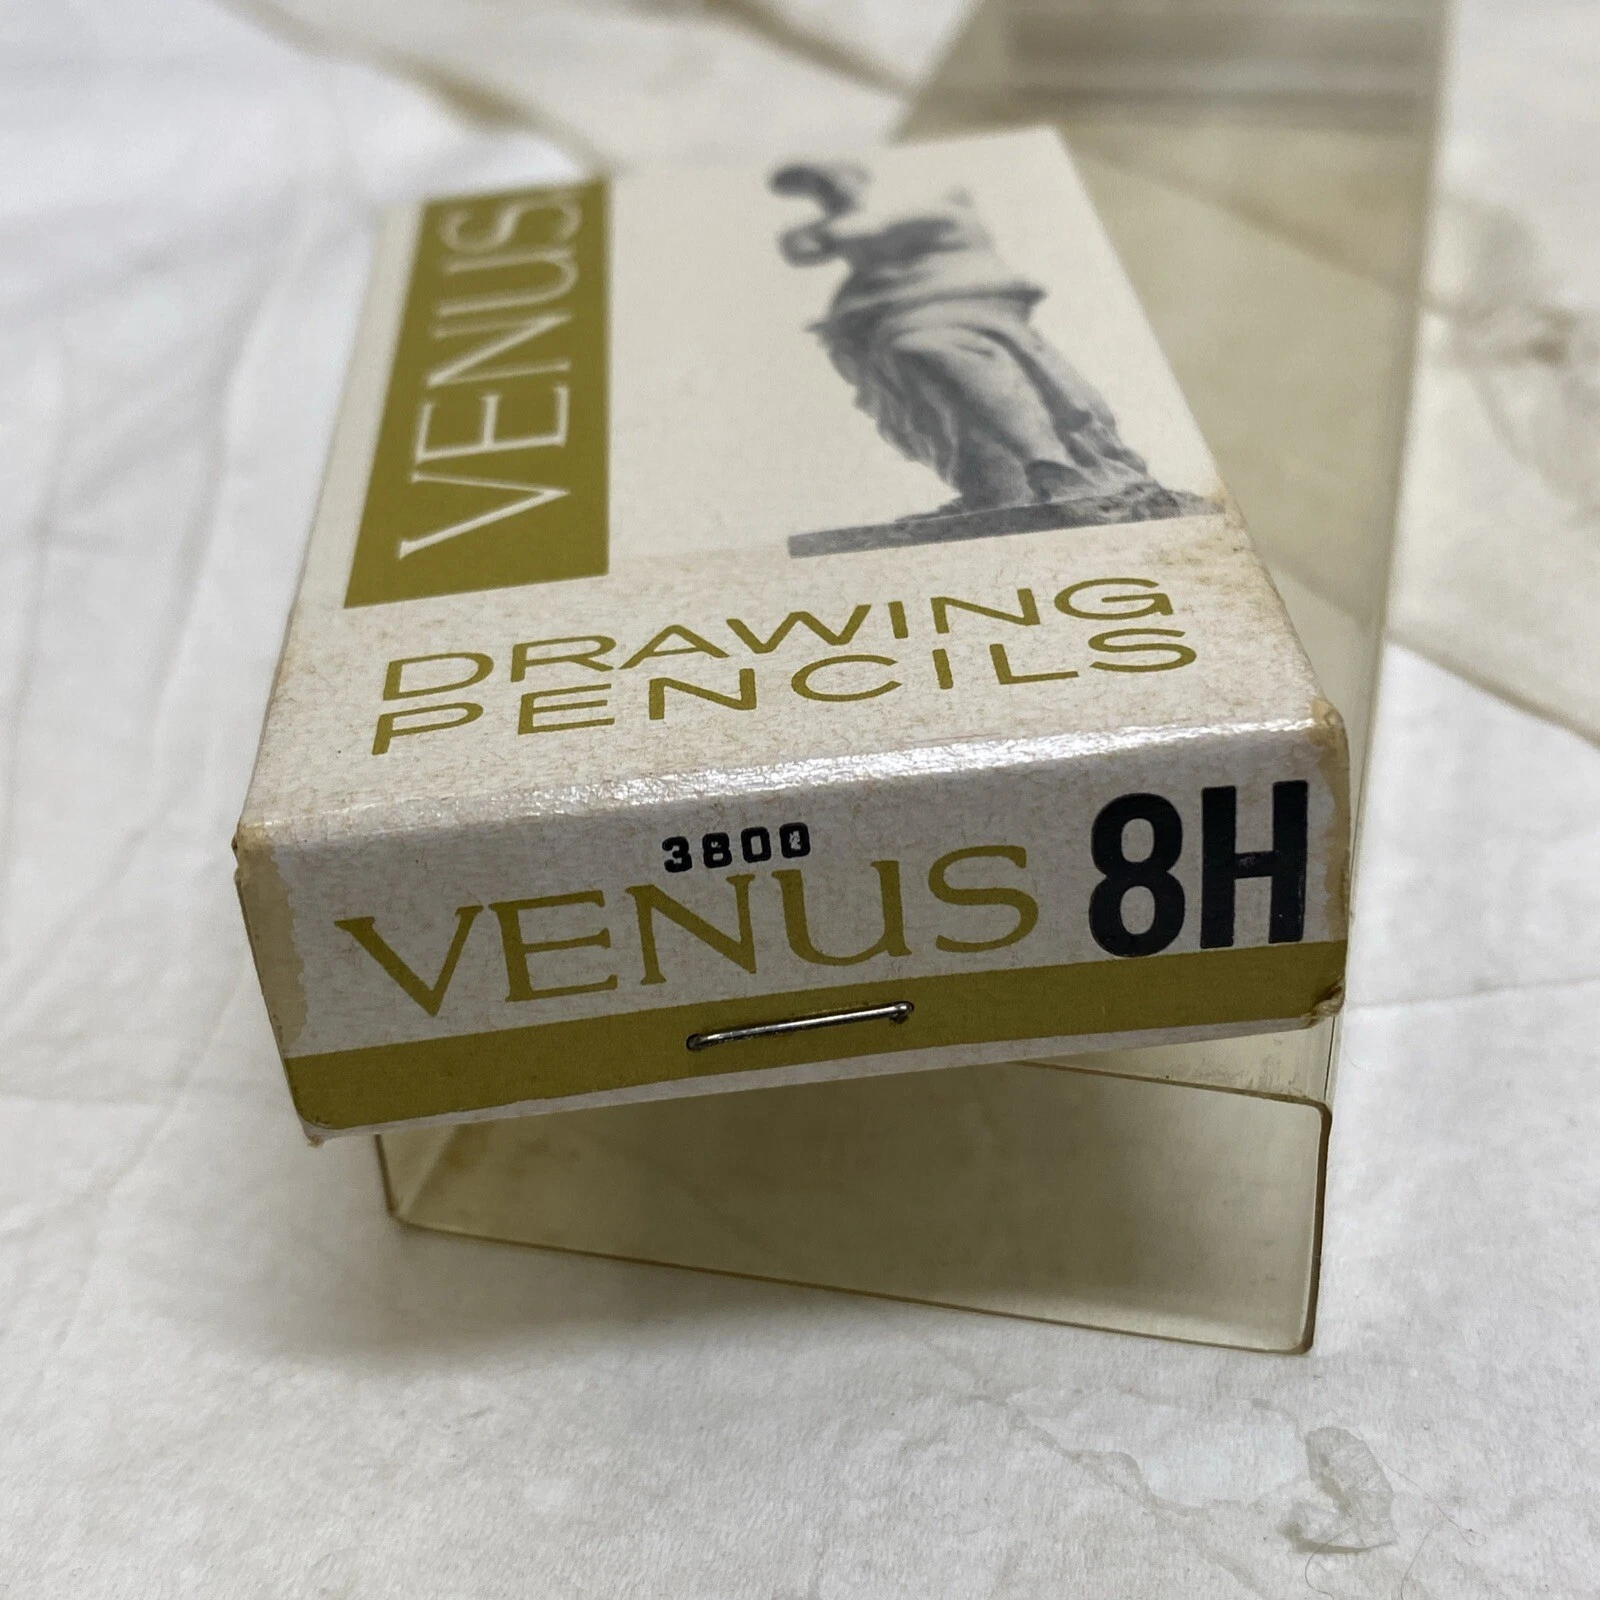 VENUS
DRAWING
PENCILS
3800
VENUS 8H